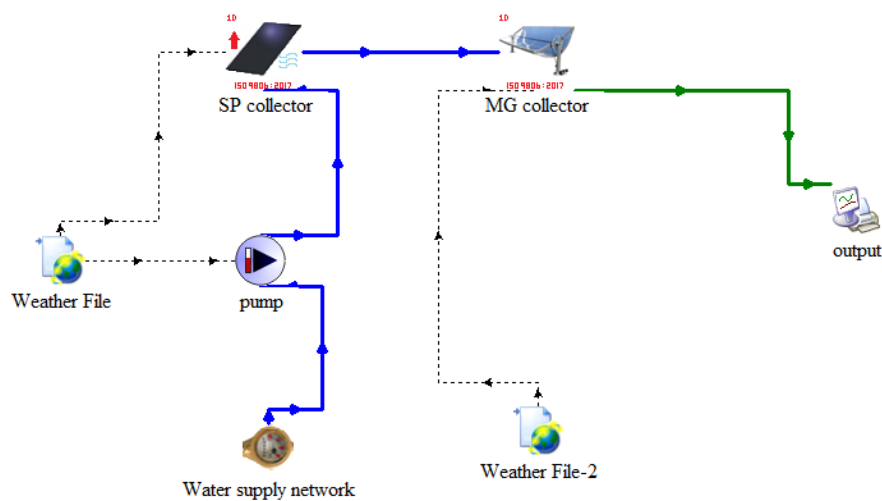 1D
1D
ISO 9806:2017
SP collector
ISO 9806:2017
MG collector
output
Weather File
pump
Weather File-2
Water supply network